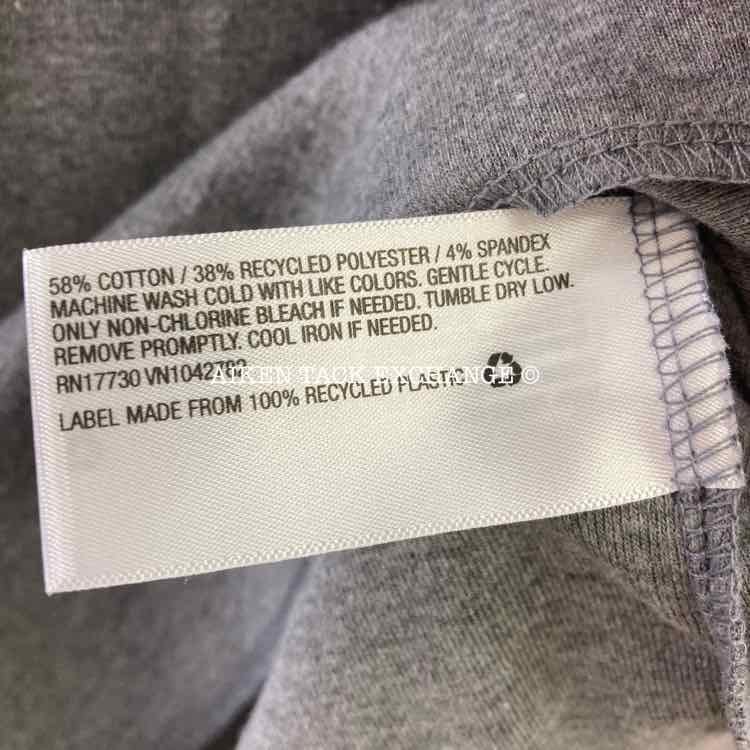 58% COTTON / 38% RECYCLED POLYESTER / 4% SPANDEX
MACHINE WASH COLD WITH LIKE COLORS. GENTLE CYCLE.
ONLY NON-CHLORINE BLEACH IF NEEDED. TUMBLE DRY LOW.
REMOVE PROMPTLY. COOL IRON IF NEEDED.
RN17730
AIKEN TACK EXCHANGE ©
LABEL MADE FROM 100% RECYCLED PLASTIC